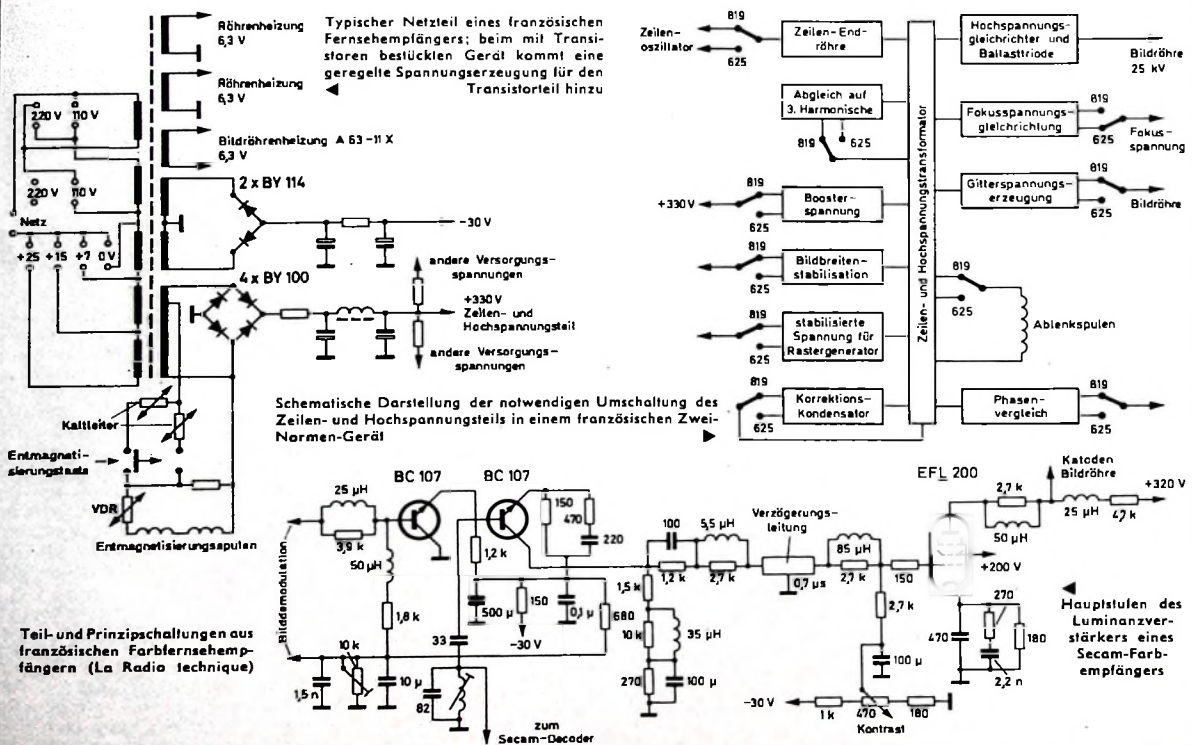 Röhrenheizung
6,3 V
Röhrenheizung
6,3 V
Bildröhrenheizung A 63-11 X
6,3 V
Typischer Netzteil eines französischen
Fernsehempfängers; beim mit Transi-
storen bestückten Gerät kommt eine
geregelte Spannungserzeugung für den
Transistorteil hinzu
220 V
110 V
220 V
110 V
Netz
+25
+15
+7
0 V
2 x BY 114
-30 V
4 x BY 100
andere Versorgungs-
spannungen
+330 V
Zeilen- und
Hochspannungsteil
andere Versorgungs-
spannungen
Kaltleiter
Entmagneti-
sierungstaste
VDR
Entmagnetisierungsspulen
Schematische Darstellung der notwendigen Umschaltung des
Zeilen- und Hochspannungsteils in einem französischen Zwei-
Normen-Gerät
Zeilen-
oszillator
819
625
Zeilen-End-
röhre
Abgleich auf
3. Harmonische
819
625
+330 V
819
625
Booster-
spannung
819
625
Bildbreiten-
stabilisation
819
625
stabilisierte
Spannung für
Rastergenerator
819
625
Korrektions-
Kondensator
Zeilen- und Hochspannungstransformator
Hochspannungs-
gleichrichter und
Ballasttriode
Bildröhre
25 kV
Fokusspannungs-
gleichrichtung
819
625
Fokus-
spannung
Gitterspannungs-
erzeugung
819
625
Bildröhre
819
625
Ablenkspulen
Phasen-
vergleich
819
625
Teil- und Prinzipschaltungen aus
französischen Farbfernsehemp-
fängern (La Radio technique)
Bilddemodulation
25 µH
3,9 k
50 µH
1,8 k
1,5 n
10 k
10 µ
BC 107
BC 107
1,2 k
150
470
220
500 µ
150
0,1 µ
-30 V
680
33
82
zum
Secam-Decoder
100
1,2 k
5,5 µH
2,7 k
1,5 k
10 k
270
35 µH
100 µ
Verzögerungs-
leitung
0,7 µs
85 µH
2,7 k
150
2,7 k
100 µ
-30 V
1 k
470
180
Kontrast
EFL 200
Katoden
Bildröhre
2,7 k
50 µH
25 µH
4,7 k
+320 V
+200 V
470
270
2,2 n
180
Hauptstufen des
Luminanzver-
stärkers eines
Secam-Farb-
empfängers